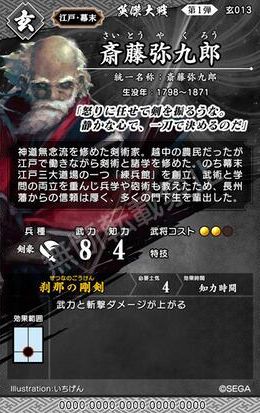 玄
江戸・幕末
英傑大戦
第1弾
玄013
さいとうやくろう
斎藤弥九郎
統一名称：斎藤弥九郎
生没年：1798〜1871
「怒りに任せて剣を振るうな。
静かな心で、一刀で決めるのだ」
神道無念流を修めた剣術家。越中の農民だったが
江戸で働きながら剣術と諸学を修めた。のち幕末
江戸三大道場の一つ「練兵館」を創立。武術と学
問の両立を重んじ兵学や砲術も教えたため、長州
藩からの信頼は厚く、多くの門下生を輩出した。
兵種 武力 知力 武将コスト
剣豪 8 4 特技
せつなのごうけん
刹那の剛剣
必要士気 4
効果時間 知力時間
武力と斬撃ダメージが上がる
効果範囲
Illustration:いちげん
©SEGA
0000-0000-0000-0000-0000